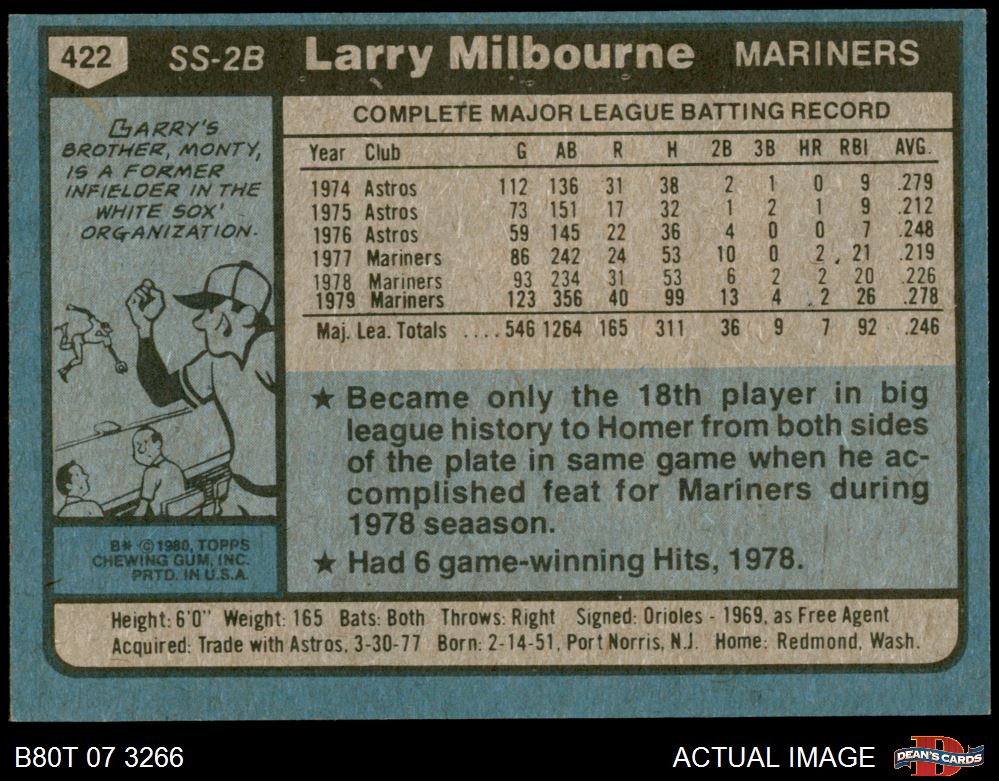 422 SS-2B Larry Milbourne MARINERS
LARRY'S
BROTHER, MONTY,
IS A FORMER
INFIELDER IN THE
WHITE SOX'
ORGANIZATION.
B* © 1980, TOPPS
CHEWING GUM, INC.
PRTD. IN U.S.A.
COMPLETE MAJOR LEAGUE BATTING RECORD
Year Club G AB R H 2B 3B HR RBI AVG.
1974 Astros 112 136 31 38 2 1 0 9 .279
1975 Astros 73 151 17 32 1 2 1 9 .212
1976 Astros 59 145 22 36 4 0 0 7 .248
1977 Mariners 86 242 24 53 10 0 2 21 .219
1978 Mariners 93 234 31 53 6 2 2 20 .226
1979 Mariners 123 356 40 99 13 4 2 26 .278
Maj. Lea. Totals .... 546 1264 165 311 36 9 7 92 .246
★ Became only the 18th player in big
league history to Homer from both sides
of the plate in same game when he ac-
complished feat for Mariners during
1978 seaason.
★ Had 6 game-winning Hits, 1978.
Height: 6'0" Weight: 165 Bats: Both Throws: Right Signed: Orioles - 1969, as Free Agent
Acquired: Trade with Astros, 3-30-77 Born: 2-14-51, Port Norris, N.J. Home: Redmond, Wash.
B80T 07 3266 ACTUAL IMAGE DEAN'S CARDS